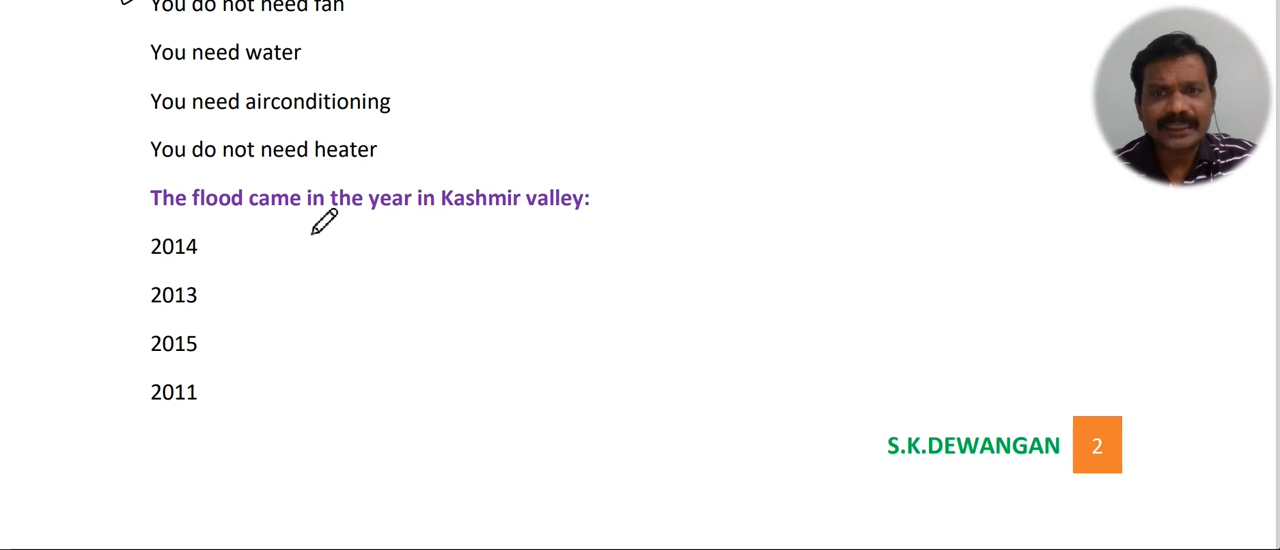 You do not need fan
You need water
You need airconditioning
You do not need heater
The flood came in the year in Kashmir valley:
2014
2013
2015
2011
S.K.DEWANGAN 2